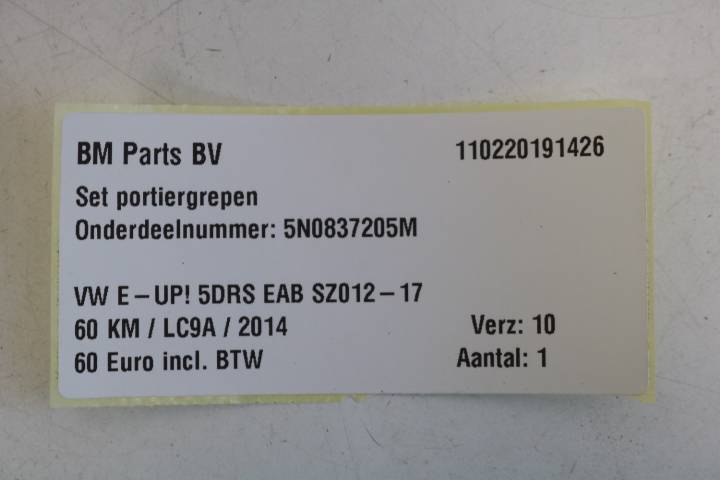 BM Parts BV 110220191426
Set portiergrepen
Onderdeelnummer: 5N0837205M
VW E-UP! 5DRS EAB SZ012-17
60 KM / LC9A / 2014 Verz: 10
60 Euro incl. BTW Aantal: 1